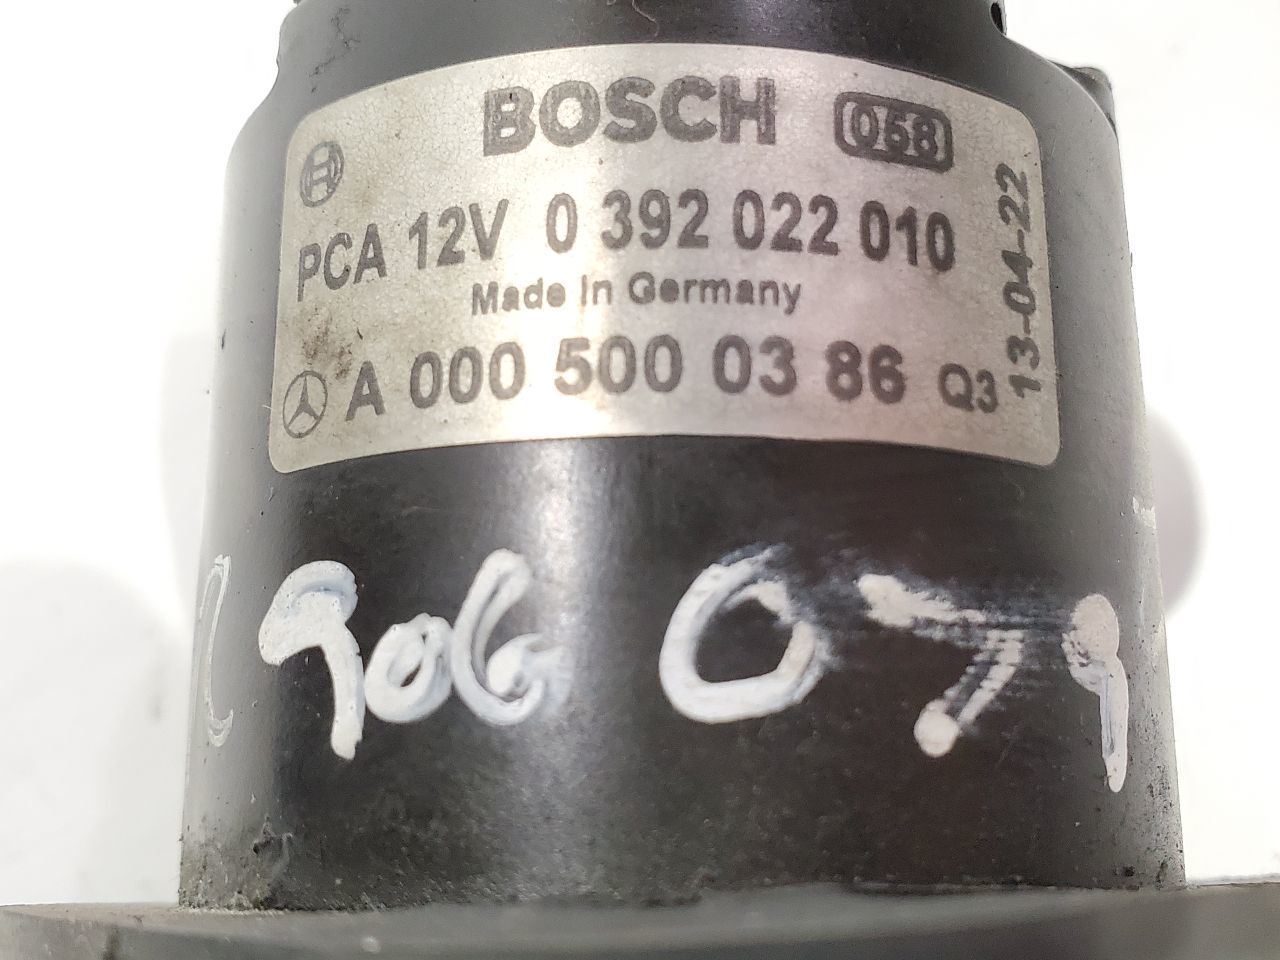 BOSCH 058
PCA 12V 0 392 022 010
Made in Germany
A 000 500 03 86 Q3
13-04-22
906 079